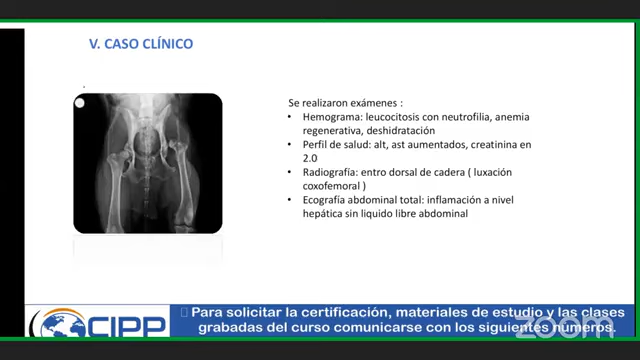 V. CASO CLÍNICO
Se realizaron exámenes :
• Hemograma: leucocitosis con neutrofilia, anemia
regenerativa, deshidratación
• Perfil de salud: alt, ast aumentados, creatinina en
2.0
• Radiografía: entro dorsal de cadera ( luxación
coxofemoral )
• Ecografía abdominal total: inflamación a nivel
hepática sin liquido libre abdominal
CIPP
Para solicitar la certificación, materiales de estudio y las clases
grabadas del curso comunicarse con los siguientes números.
zoom